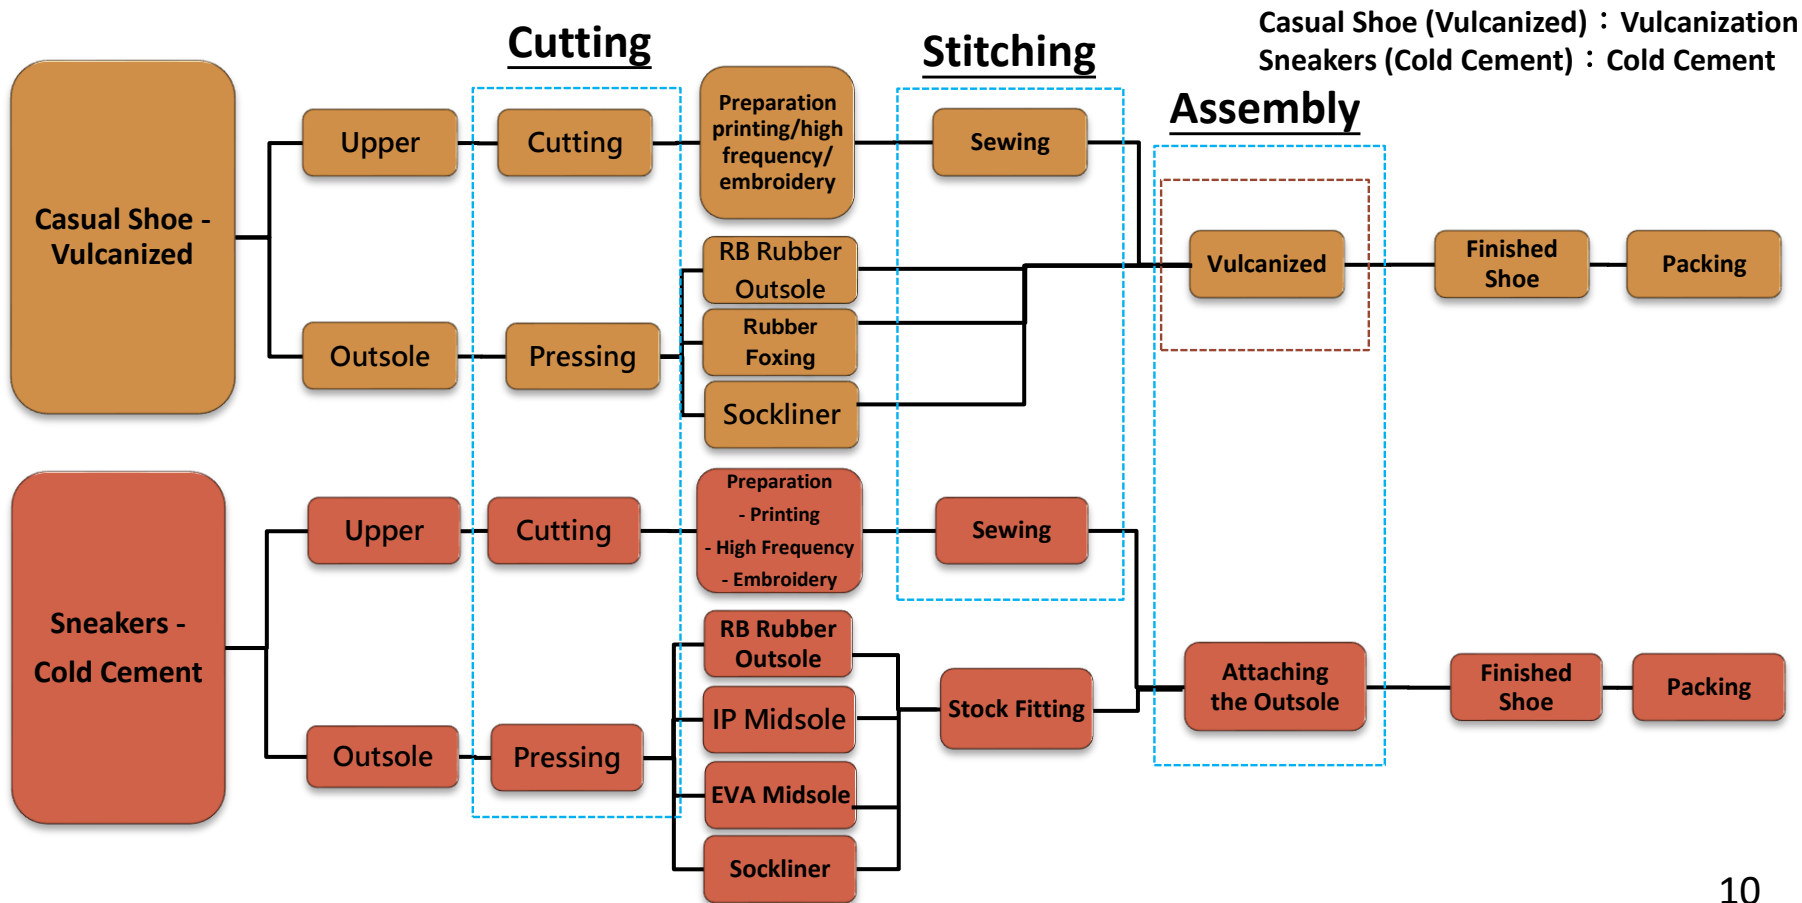 Casual Shoe (Vulcanized)：Vulcanization
Sneakers (Cold Cement)：Cold Cement
Cutting
Stitching
Assembly
Casual Shoe -
Vulcanized
Upper
Cutting
Preparation
printing/high
frequency/
embroidery
Sewing
Outsole
Pressing
RB Rubber
Outsole
Rubber
Foxing
Sockliner
Vulcanized
Finished
Shoe
Packing
Sneakers -
Cold Cement
Upper
Cutting
Preparation
- Printing
- High Frequency
- Embroidery
Sewing
Outsole
Pressing
RB Rubber
Outsole
IP Midsole
EVA Midsole
Sockliner
Stock Fitting
Attaching
the Outsole
Finished
Shoe
Packing
10